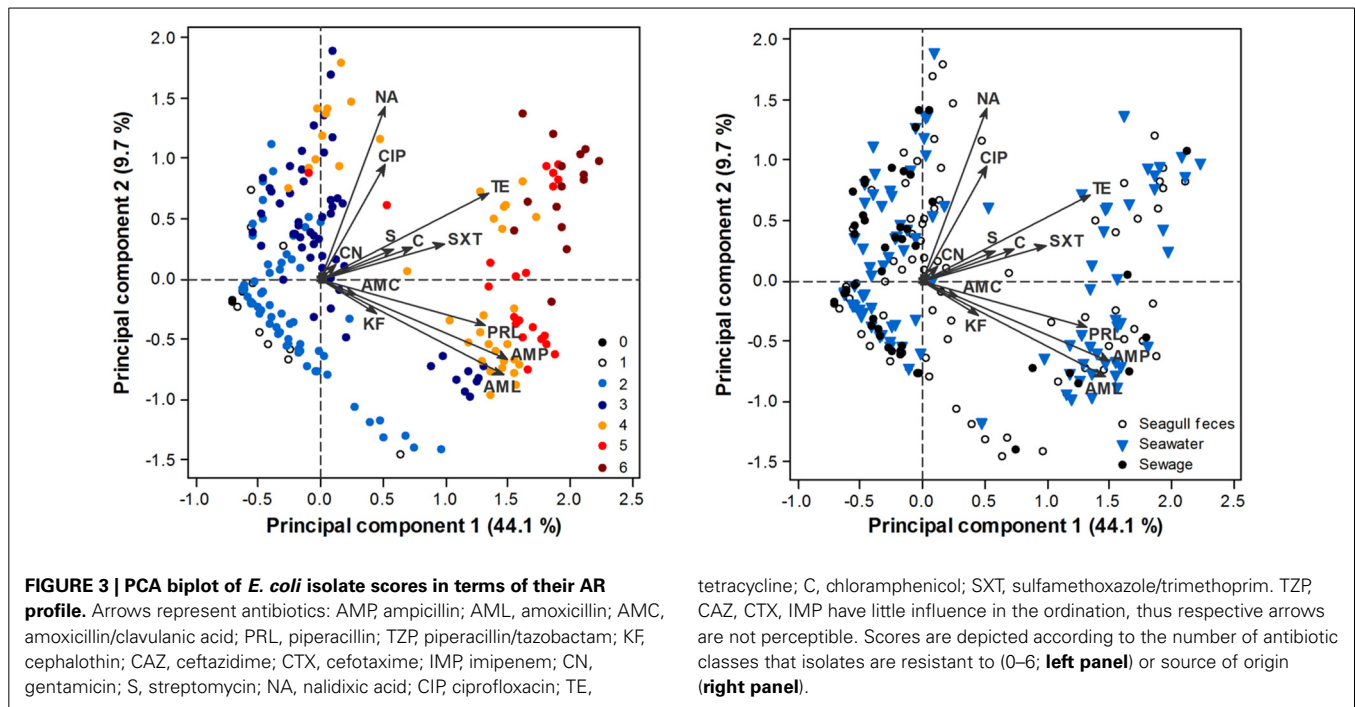 2.0
1.5
1.0
0.5
0.0
-0.5
-1.0
-1.5
Principal component 2 (9.7 %)
NA
CIP
TE
S
C
SXT
CN
AMC
KF
PRL
AMP
AML
0
1
2
3
4
5
6
-1.0
-0.5
0.0
0.5
1.0
1.5
2.0
2.5
Principal component 1 (44.1 %)
2.0
1.5
1.0
0.5
0.0
-0.5
-1.0
-1.5
Principal component 2 (9.7 %)
NA
CIP
TE
S
C
SXT
CN
AMC
KF
PRL
AMP
AML
Seagull feces
Seawater
Sewage
-1.0
-0.5
0.0
0.5
1.0
1.5
2.0
2.5
Principal component 1 (44.1 %)
FIGURE 3 | PCA biplot of E. coli isolate scores in terms of their AR
profile. Arrows represent antibiotics: AMP, ampicillin; AML, amoxicillin; AMC,
amoxicillin/clavulanic acid; PRL, piperacillin; TZP, piperacillin/tazobactam; KF,
cephalothin; CAZ, ceftazidime; CTX, cefotaxime; IMP, imipenem; CN,
gentamicin; S, streptomycin; NA, nalidixic acid; CIP, ciprofloxacin; TE,
tetracycline; C, chloramphenicol; SXT, sulfamethoxazole/trimethoprim. TZP,
CAZ, CTX, IMP have little influence in the ordination, thus respective arrows
are not perceptible. Scores are depicted according to the number of antibiotic
classes that isolates are resistant to (0–6; left panel) or source of origin
(right panel).